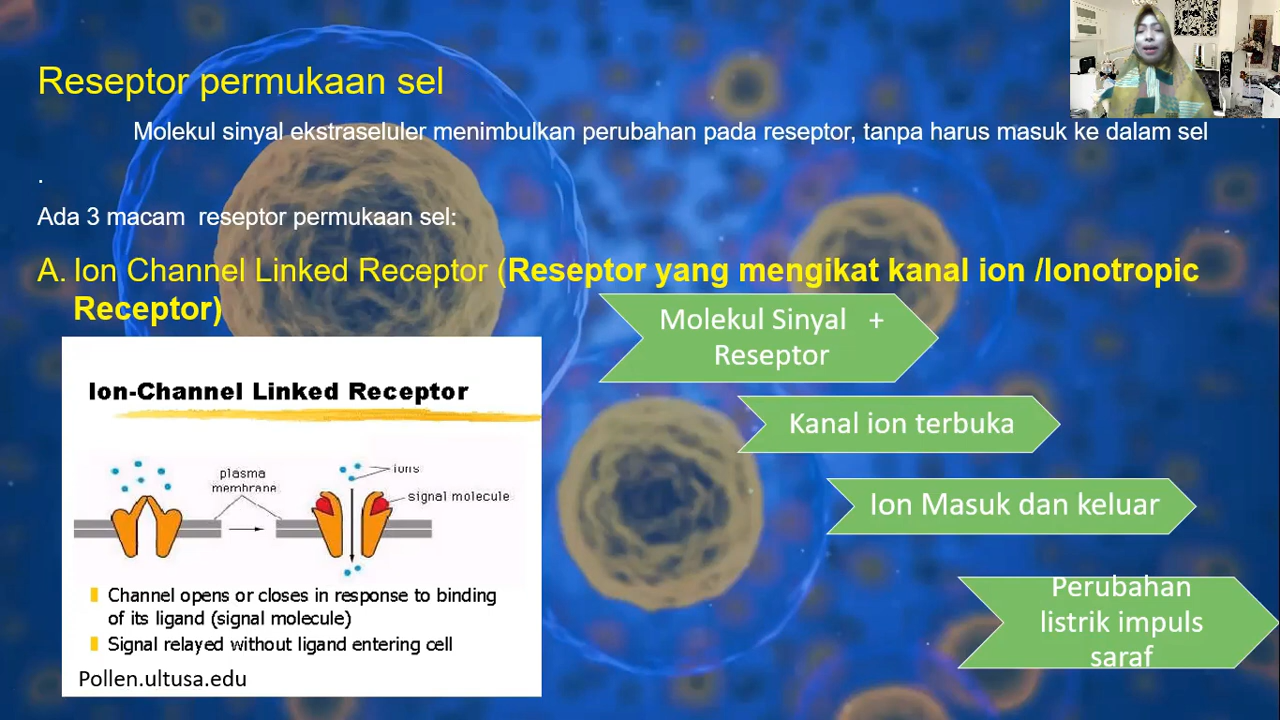 Reseptor permukaan sel
Molekul sinyal ekstraseluler menimbulkan perubahan pada reseptor, tanpa harus masuk ke dalam sel
.
Ada 3 macam  reseptor permukaan sel:
A. Ion Channel Linked Receptor (Reseptor yang mengikat kanal ion /Ionotropic
Receptor)
Molekul Sinyal   +
Reseptor
Kanal ion terbuka
Ion Masuk dan keluar
Perubahan
listrik impuls
saraf
Ion-Channel Linked Receptor
plasma
membrane
ions
signal molecule
Channel opens or closes in response to binding
of its ligand (signal molecule)
Signal relayed without ligand entering cell
Pollen.ultusa.edu